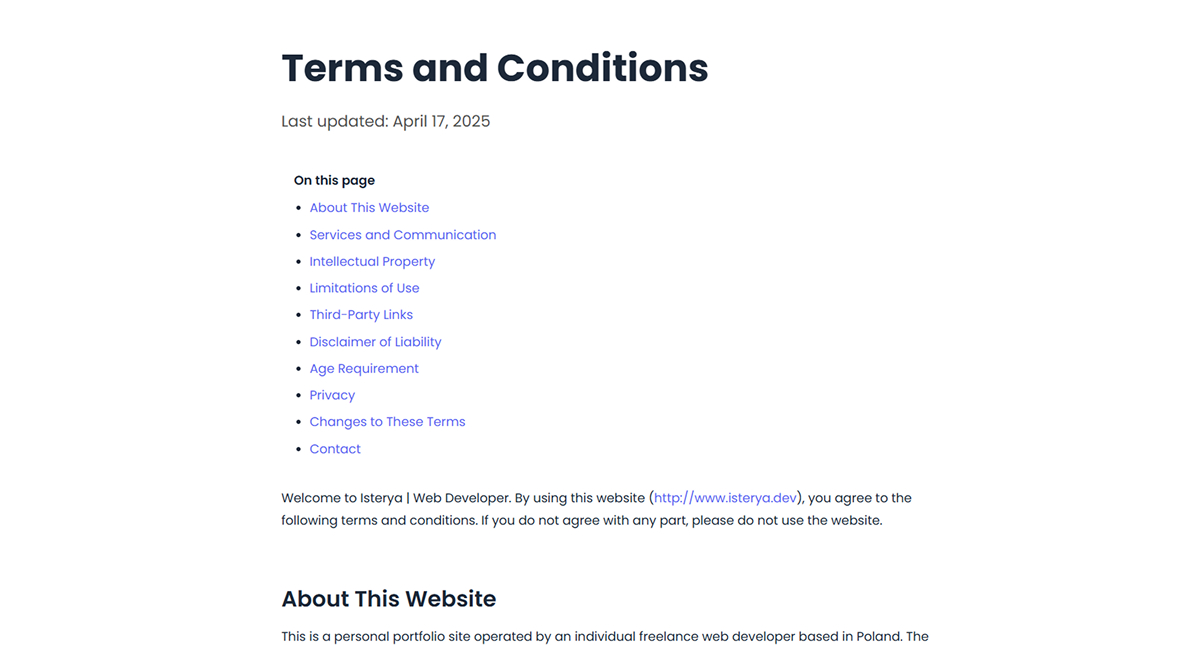 Terms and Conditions
Last updated: April 17, 2025
On this page
About This Website
Services and Communication
Intellectual Property
Limitations of Use
Third-Party Links
Disclaimer of Liability
Age Requirement
Privacy
Changes to These Terms
Contact
Welcome to Isterya | Web Developer. By using this website (http://www.isterya.dev), you agree to the
following terms and conditions. If you do not agree with any part, please do not use the website.
About This Website
This is a personal portfolio site operated by an individual freelance web developer based in Poland. The